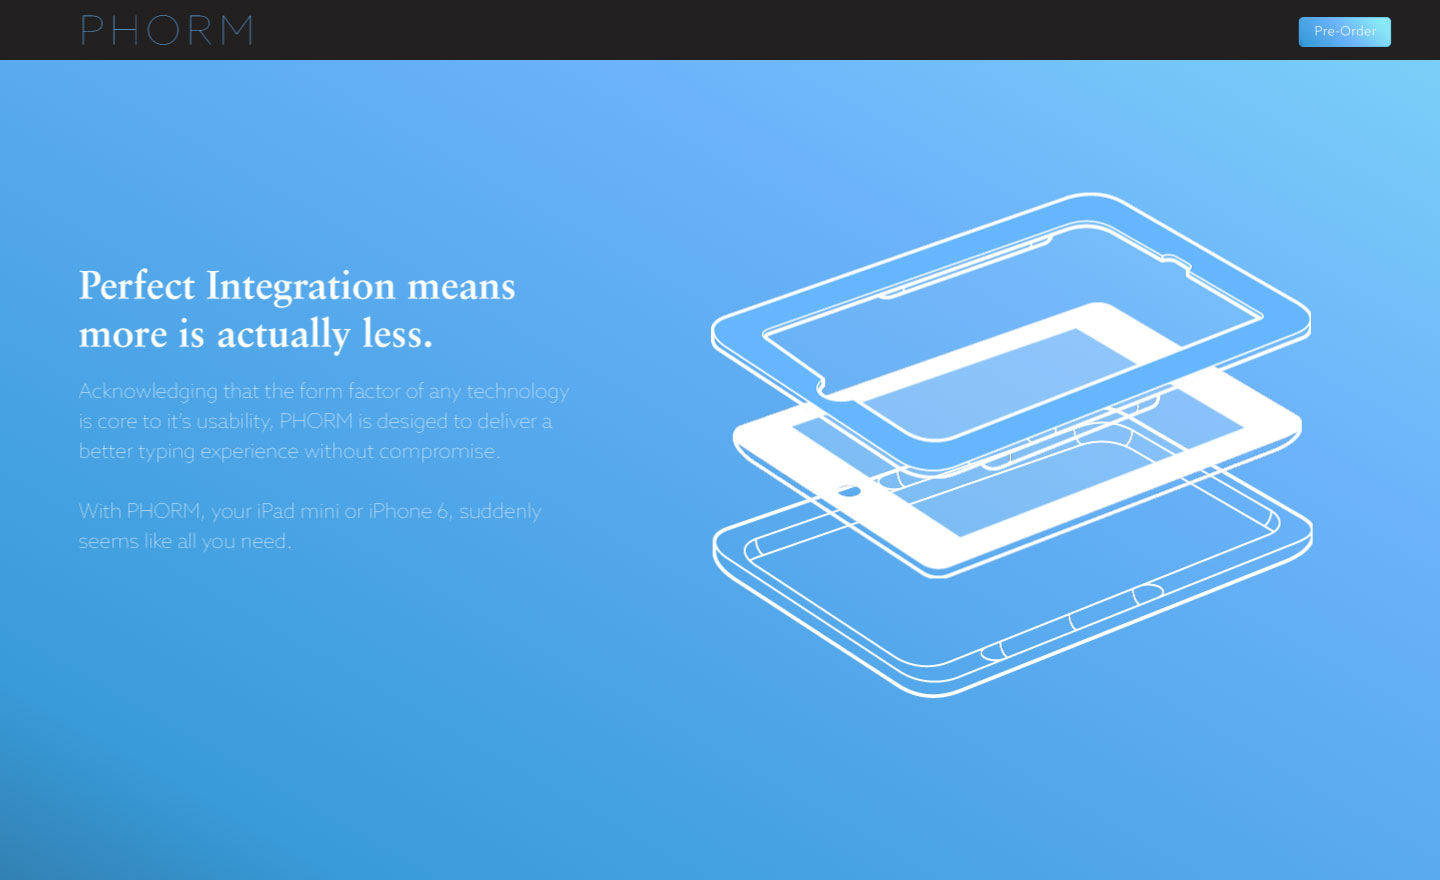 PHORM
Pre-Order
Perfect Integration means
more is actually less.
Acknowledging that the form factor of any technology
is core to it's usability, PHORM is desiged to deliver a
better typing experience without compromise.
With PHORM, your iPad mini or iPhone 6, suddenly
seems like all you need.